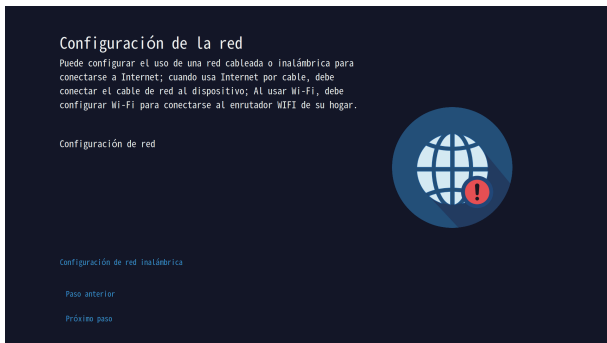 Configuración de la red
Puede configurar el uso de una red cableada o inalámbrica para
conectarse a Internet; cuando usa Internet por cable, debe
conectar el cable de red al dispositivo; Al usar Wi-Fi, debe
configurar Wi-Fi para conectarse al enrutador WIFI de su hogar.
Configuración de red
Configuración de red inalámbrica
Paso anterior
Próximo paso